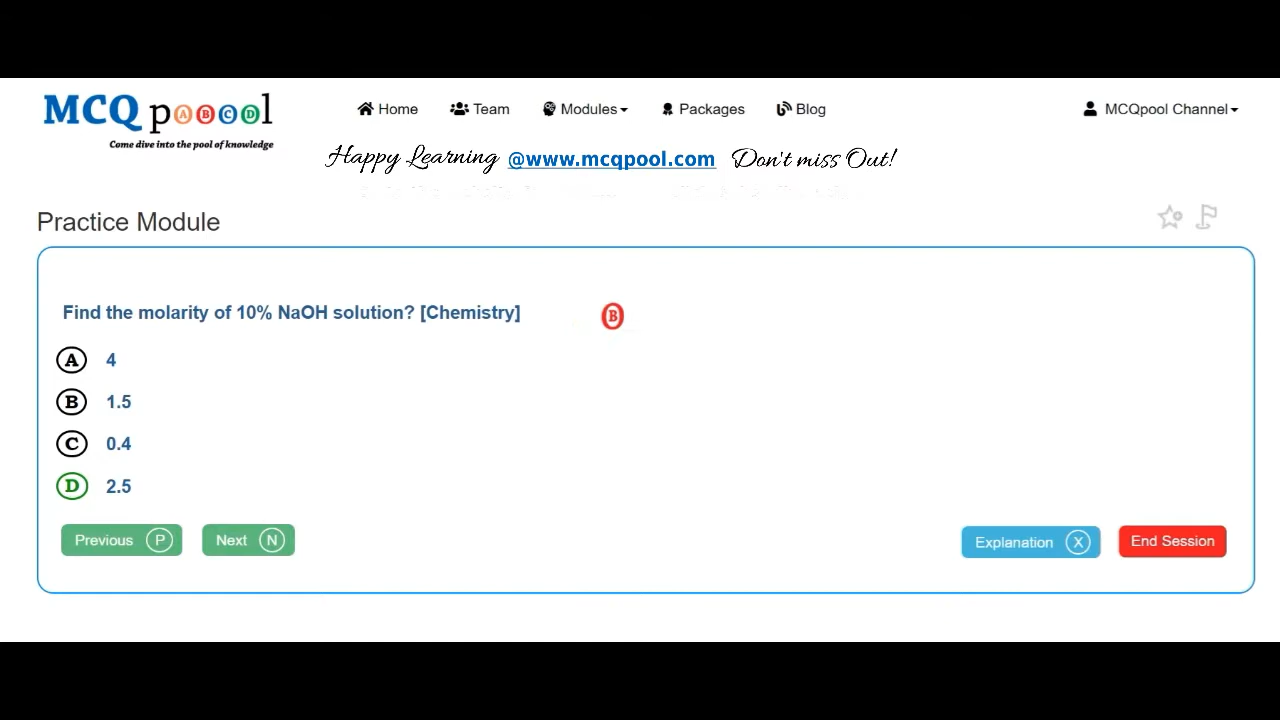 MCQ pⒶⒷⒸⒹl
Come dive into the pool of knowledge
Home Team Modules Packages Blog MCQpool Channel
Happy Learning @www.mcqpool.com Don't miss Out!
Practice Module
Find the molarity of 10% NaOH solution? [Chemistry] B
A 4
B 1.5
C 0.4
D 2.5
Previous P Next N Explanation X End Session